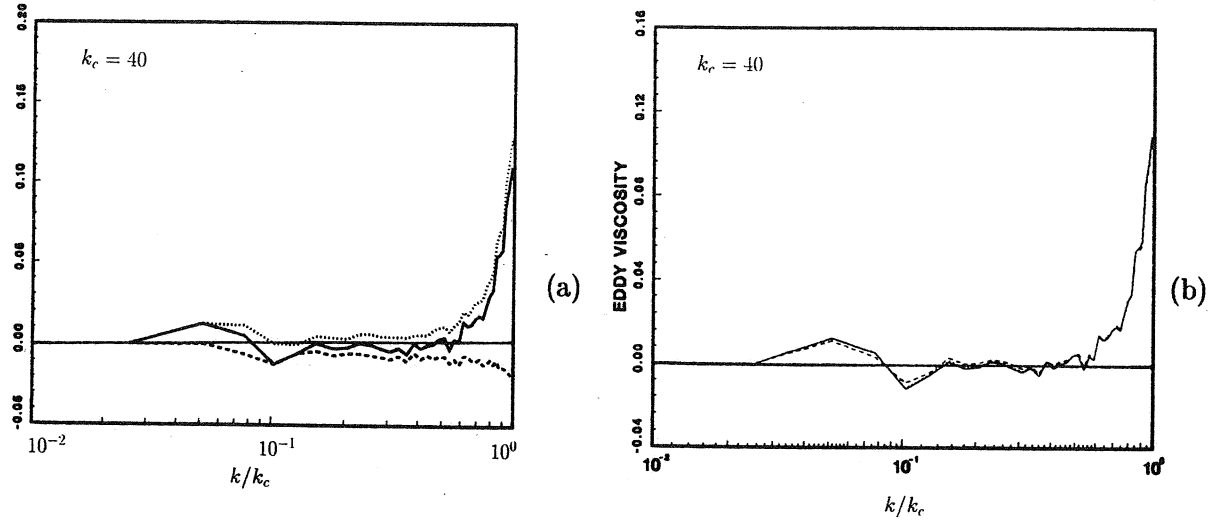 0.20
0.15
0.10
0.05
0.00
-0.05
k_c = 40
10^{-2}
10^{-1}
10^0
k/k_c
(a)
EDDY VISCOSITY
0.16
0.12
0.08
0.04
0.00
-0.04
k_c = 40
10^{-2}
10^{-1}
10^0
k/k_c
(b)